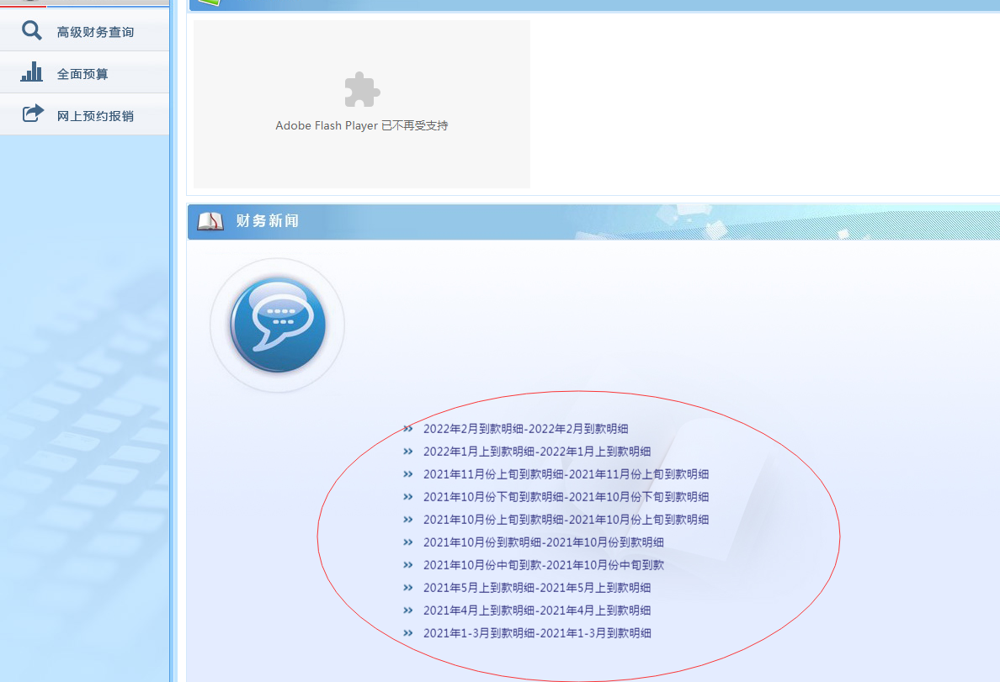 高级财务查询
全面预算
网上预约报销
Adobe Flash Player 已不再受支持
财务新闻
2022年2月到款明细-2022年2月到款明细
2022年1月上到款明细-2022年1月上到款明细
2021年11月份上旬到款明细-2021年11月份上旬到款明细
2021年10月份下旬到款明细-2021年10月份下旬到款明细
2021年10月份上旬到款明细-2021年10月份上旬到款明细
2021年10月份到款明细-2021年10月份到款明细
2021年10月份中旬到款-2021年10月份中旬到款
2021年5月上到款明细-2021年5月上到款明细
2021年4月上到款明细-2021年4月上到款明细
2021年1-3月到款明细-2021年1-3月到款明细